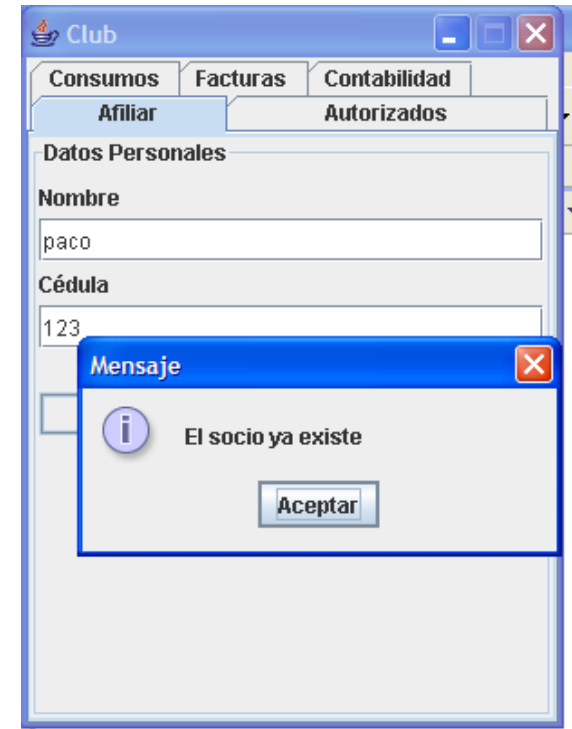 Club
Consumos Facturas Contabilidad
Afiliar Autorizados
Datos Personales
Nombre
paco
Cédula
123
Mensaje
i
El socio ya existe
Aceptar